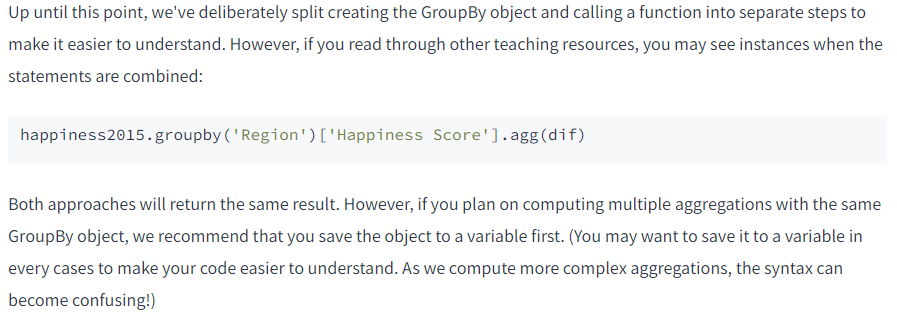 Up until this point, we've deliberately split creating the GroupBy object and calling a function into separate steps to
make it easier to understand. However, if you read through other teaching resources, you may see instances when the
statements are combined:
happiness2015.groupby('Region')['Happiness Score'].agg(dif)
Both approaches will return the same result. However, if you plan on computing multiple aggregations with the same
GroupBy object, we recommend that you save the object to a variable first. (You may want to save it to a variable in
every cases to make your code easier to understand. As we compute more complex aggregations, the syntax can
become confusing!)